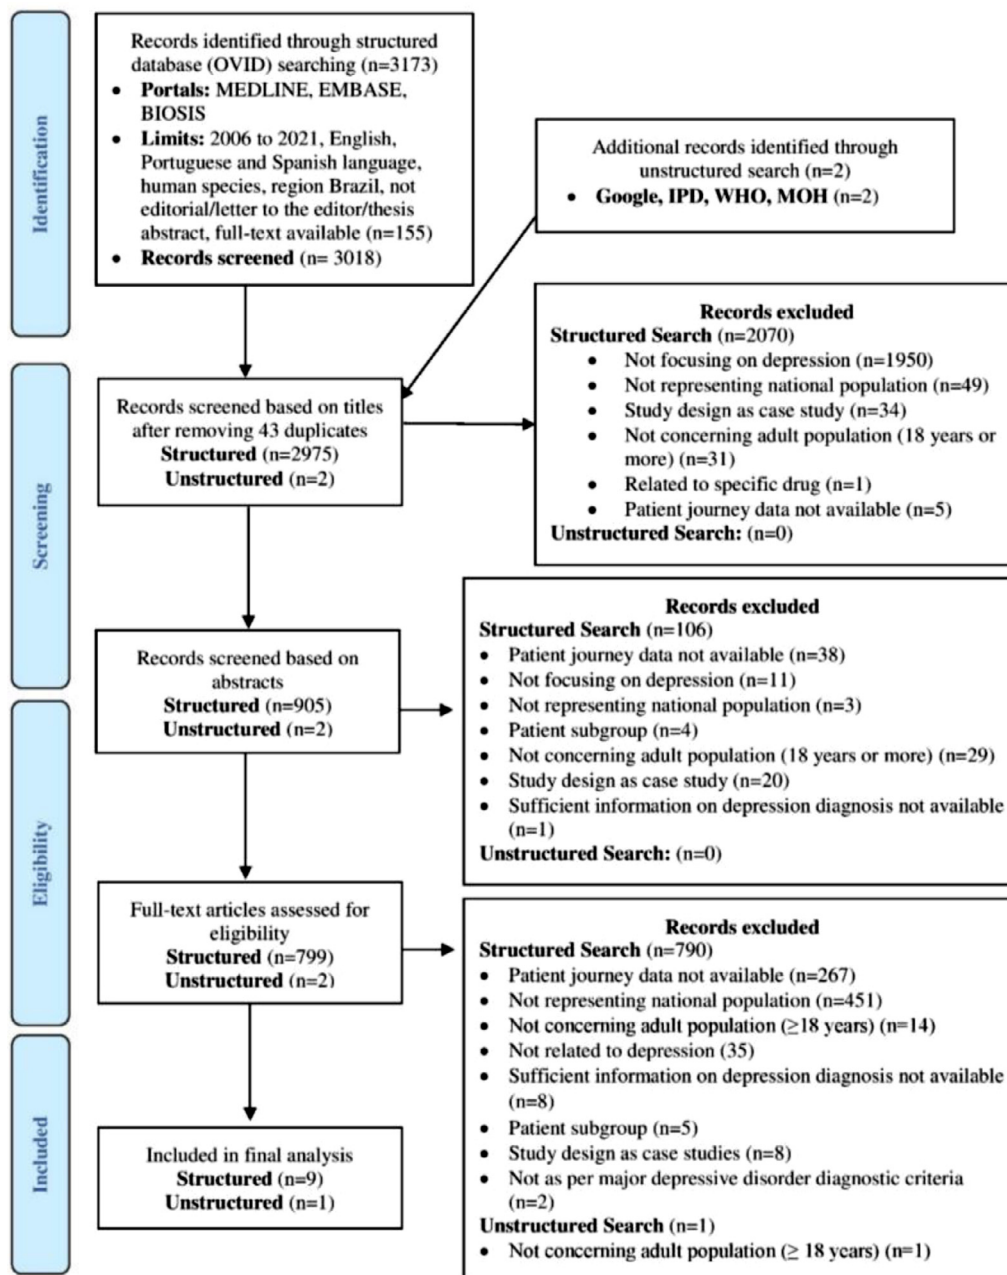 Identification
Records identified through structured
database (OVID) searching (n=3173)
• Portals: MEDLINE, EMBASE,
BIOSIS
• Limits: 2006 to 2021, English,
Portuguese and Spanish language,
human species, region Brazil, not
editorial/letter to the editor/thesis
abstract, full-text available (n=155)
• Records screened (n= 3018)
Additional records identified through
unstructured search (n=2)
• Google, IPD, WHO, MOH (n=2)
Screening
Records screened based on titles
after removing 43 duplicates
Structured (n=2975)
Unstructured (n=2)
Records excluded
Structured Search (n=2070)
• Not focusing on depression (n=1950)
• Not representing national population (n=49)
• Study design as case study (n=34)
• Not concerning adult population (18 years or
more) (n=31)
• Related to specific drug (n=1)
• Patient journey data not available (n=5)
Unstructured Search: (n=0)
Records screened based on
abstracts
Structured (n=905)
Unstructured (n=2)
Records excluded
Structured Search (n=106)
• Patient journey data not available (n=38)
• Not focusing on depression (n=11)
• Not representing national population (n=3)
• Patient subgroup (n=4)
• Not concerning adult population (18 years or more) (n=29)
• Study design as case study (n=20)
• Sufficient information on depression diagnosis not available
(n=1)
Unstructured Search: (n=0)
Eligibility
Full-text articles assessed for
eligibility
Structured (n=799)
Unstructured (n=2)
Records excluded
Structured Search (n=790)
• Patient journey data not available (n=267)
• Not representing national population (n=451)
• Not concerning adult population (≥18 years) (n=14)
• Not related to depression (35)
• Sufficient information on depression diagnosis not available
(n=8)
• Patient subgroup (n=5)
• Study design as case studies (n=8)
• Not as per major depressive disorder diagnostic criteria
(n=2)
Unstructured Search (n=1)
• Not concerning adult population (≥ 18 years) (n=1)
Included
Included in final analysis
Structured (n=9)
Unstructured (n=1)